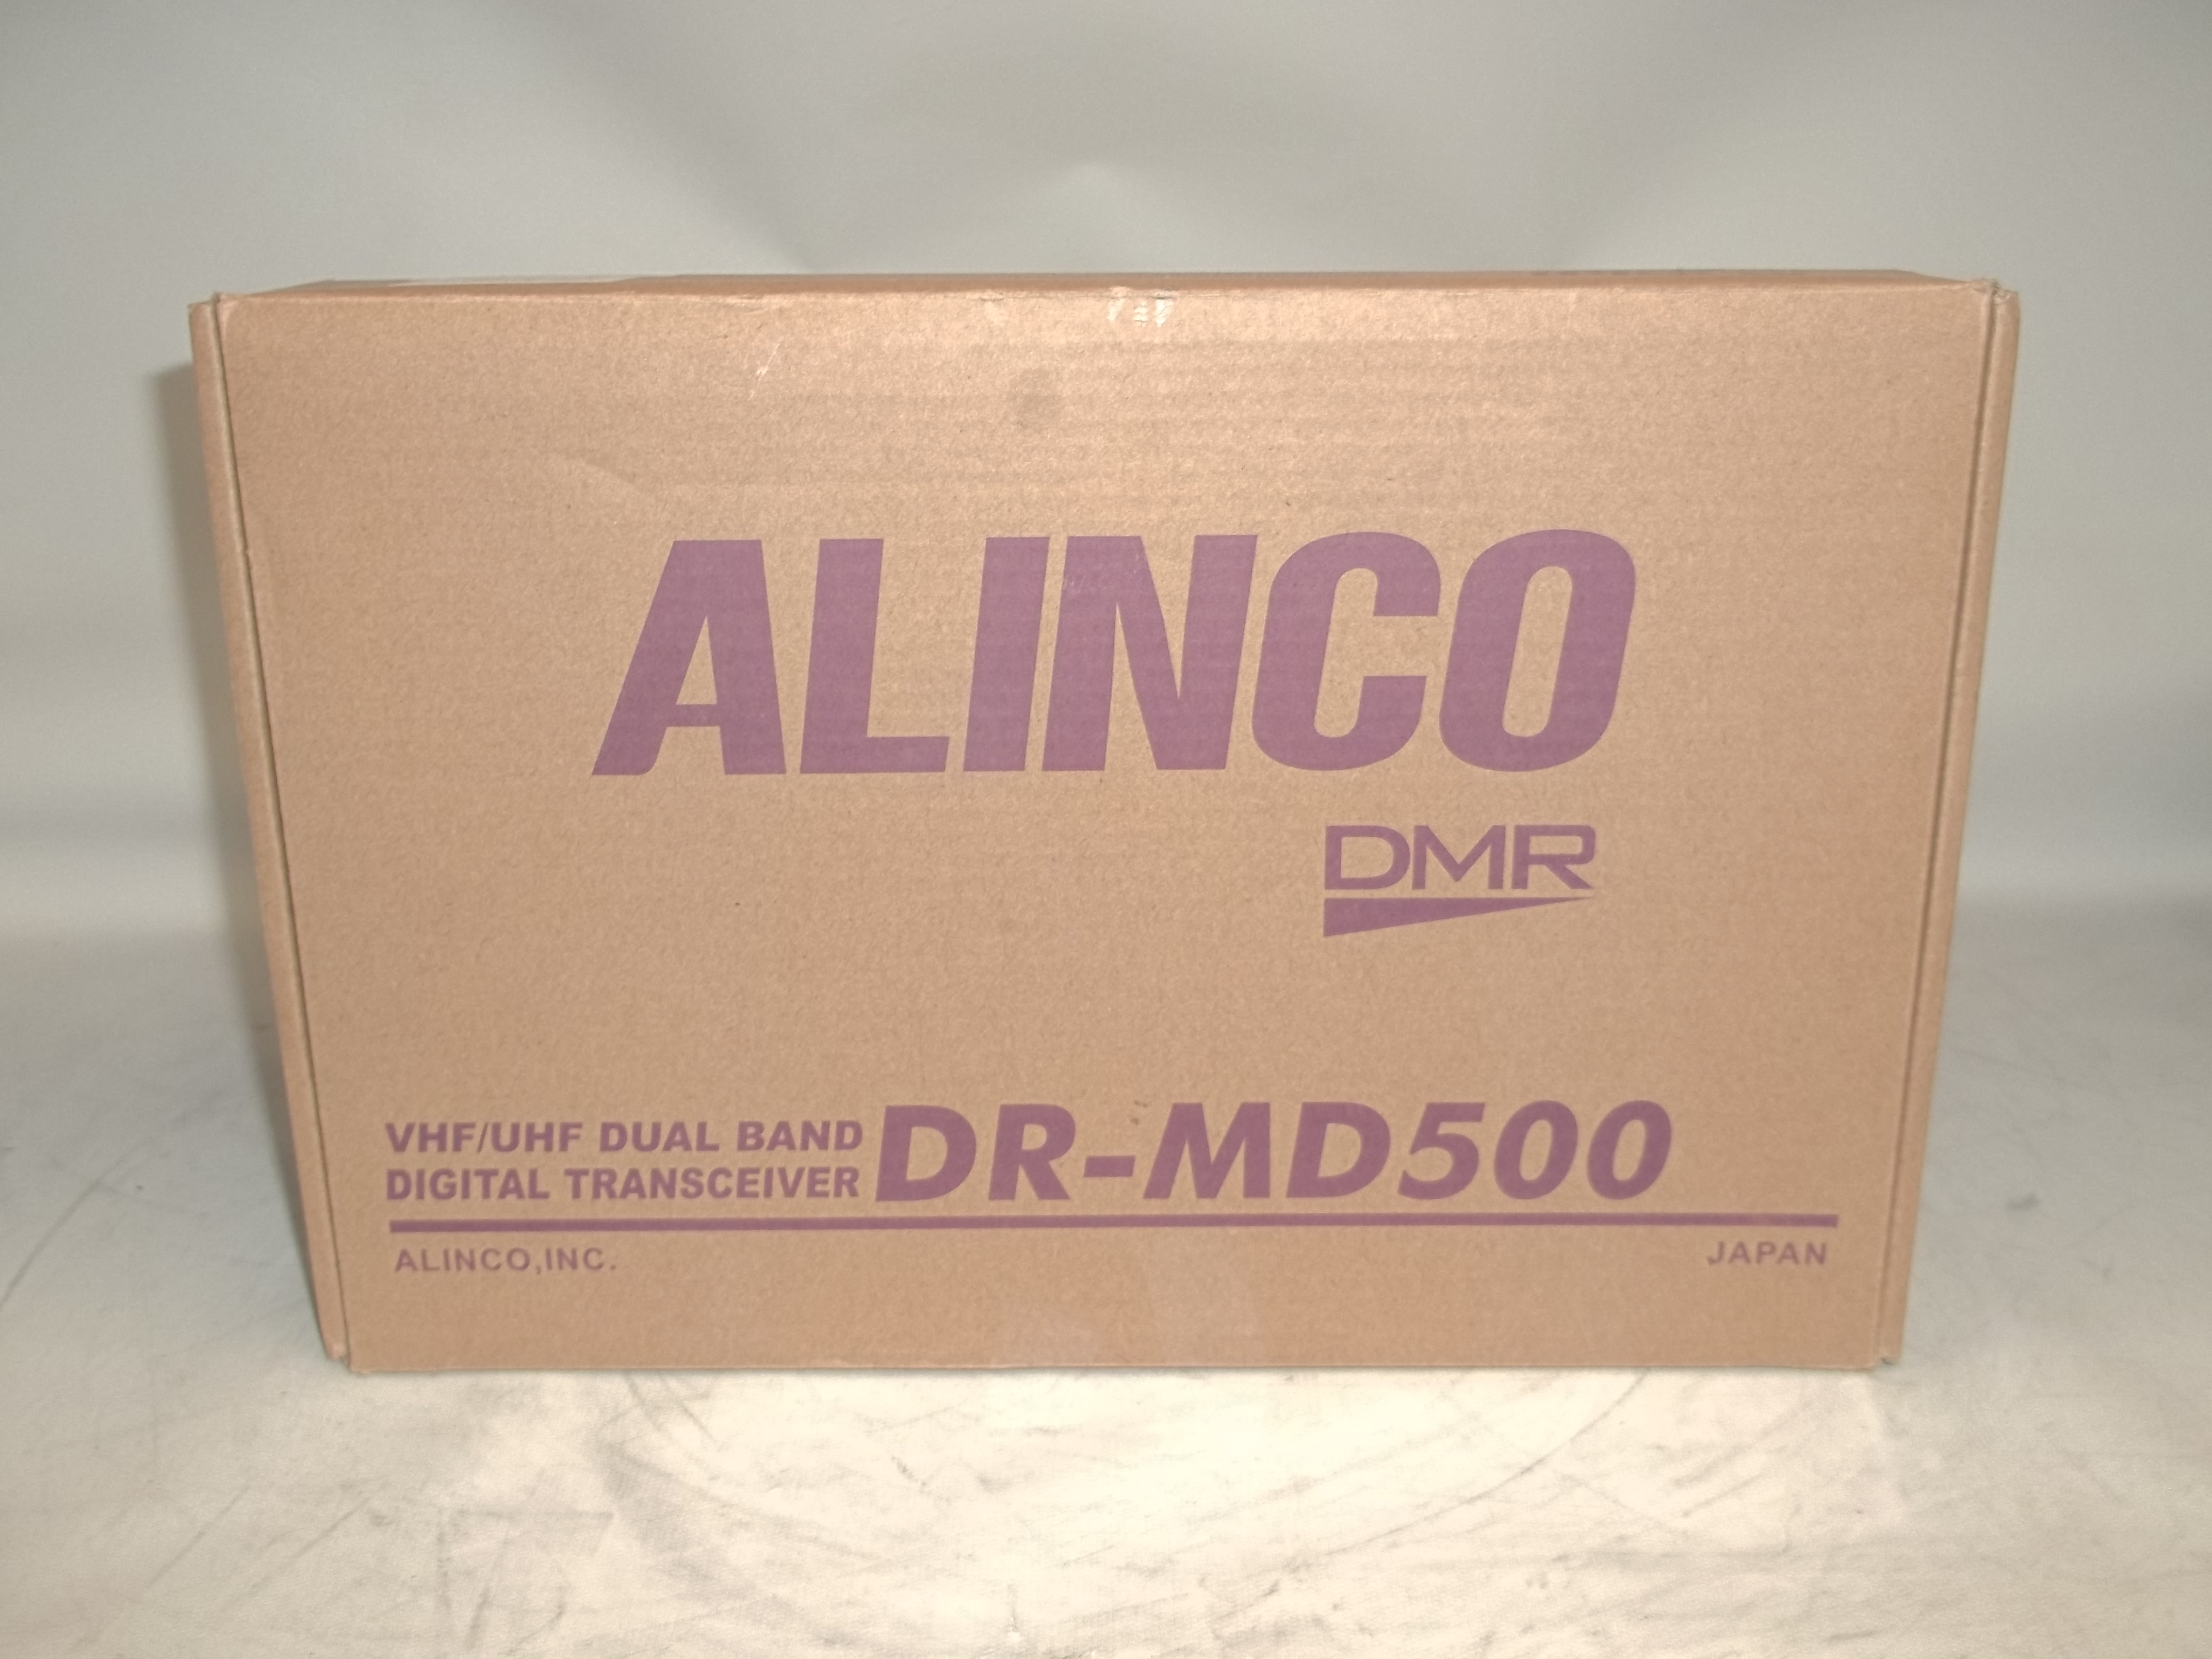 ALINCO
DMR
VHF/UHF DUAL BAND
DIGITAL TRANSCEIVER
DR-MD500
ALINCO,INC.
JAPAN